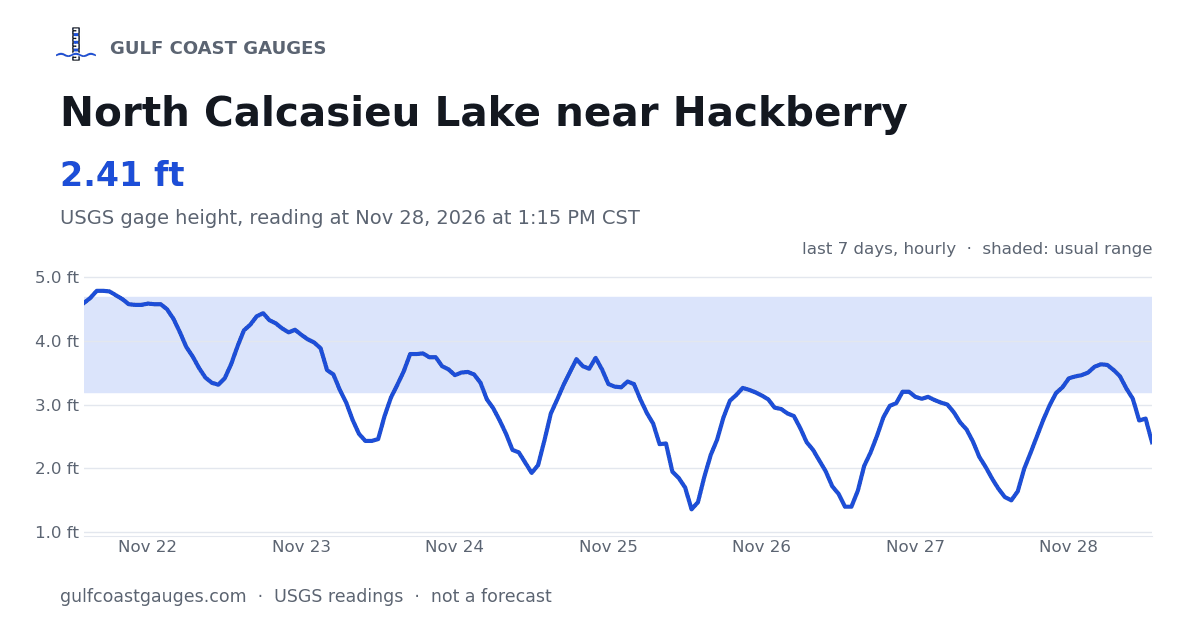 GULF COAST GAUGES
North Calcasieu Lake near Hackberry
2.41 ft
USGS gage height, reading at Nov 28, 2026 at 1:15 PM CST
last 7 days, hourly · shaded: usual range
5.0 ft
4.0 ft
3.0 ft
2.0 ft
1.0 ft
Nov 22 Nov 23 Nov 24 Nov 25 Nov 26 Nov 27 Nov 28
gulfcoastgauges.com · USGS readings · not a forecast